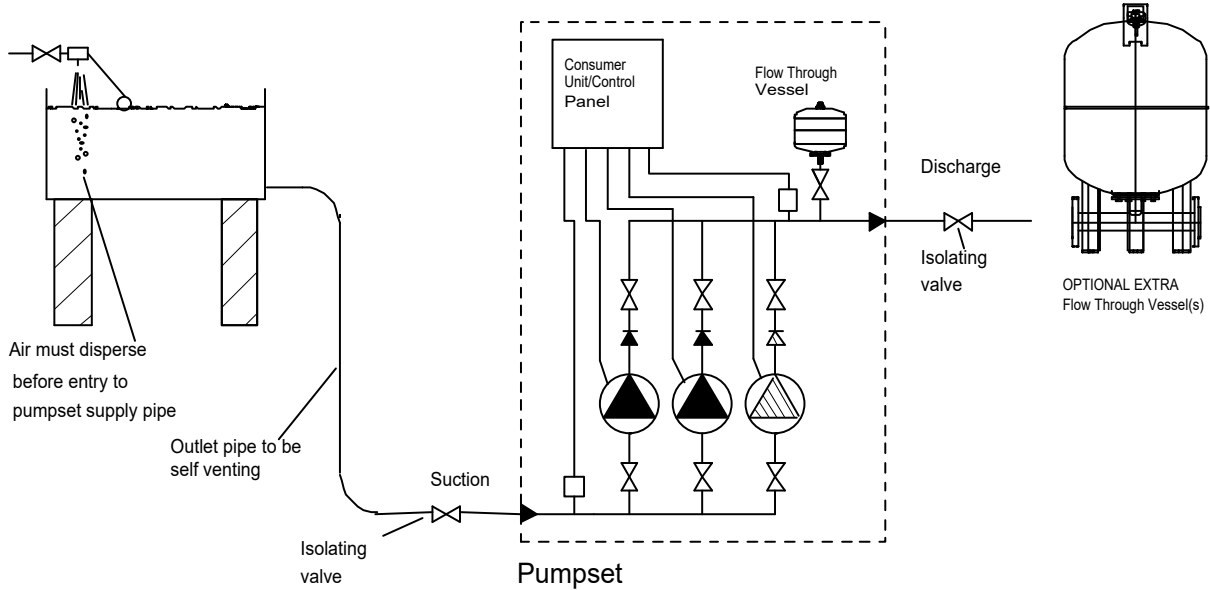 Consumer
Unit/Control
Panel
Flow Through
Vessel
Discharge
Isolating
valve
OPTIONAL EXTRA
Flow Through Vessel(s)
Air must disperse
before entry to
pumpset supply pipe
Outlet pipe to be
self venting
Suction
Isolating
valve
Pumpset